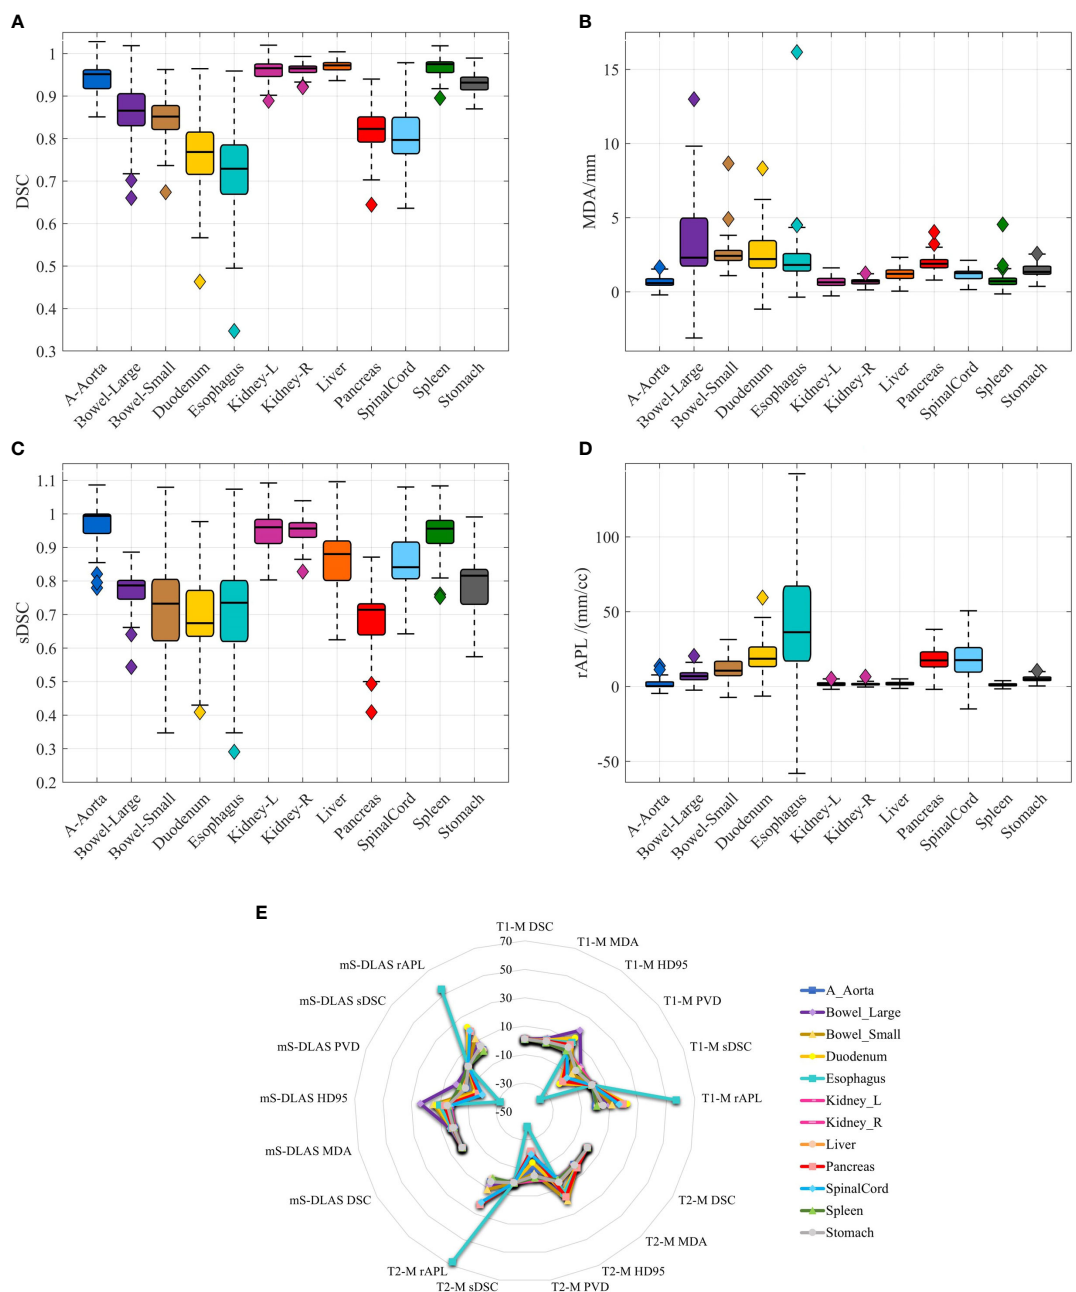 A
DSC
1
0.9
0.8
0.7
0.6
0.5
0.4
0.3
A-Aorta
Bowel-Large
Bowel-Small
Duodenum
Esophagus
Kidney-L
Kidney-R
Liver
Pancreas
SpinalCord
Spleen
Stomach
B
MDA/mm
15
10
5
0
A-Aorta
Bowel-Large
Bowel-Small
Duodenum
Esophagus
Kidney-L
Kidney-R
Liver
Pancreas
SpinalCord
Spleen
Stomach
C
sDSC
1.1
1
0.9
0.8
0.7
0.6
0.5
0.4
0.3
0.2
A-Aorta
Bowel-Large
Bowel-Small
Duodenum
Esophagus
Kidney-L
Kidney-R
Liver
Pancreas
SpinalCord
Spleen
Stomach
D
rAPL /(mm/cc)
100
50
0
-50
A-Aorta
Bowel-Large
Bowel-Small
Duodenum
Esophagus
Kidney-L
Kidney-R
Liver
Pancreas
SpinalCord
Spleen
Stomach
E
T1-M DSC
T1-M MDA
T1-M HD95
T1-M PVD
T1-M sDSC
T1-M rAPL
T2-M DSC
T2-M MDA
T2-M HD95
T2-M PVD
T2-M sDSC
T2-M rAPL
mS-DLAS DSC
mS-DLAS MDA
mS-DLAS HD95
mS-DLAS PVD
mS-DLAS sDSC
mS-DLAS rAPL
70
50
30
10
-10
-30
-50
A_Aorta
Bowel_Large
Bowel_Small
Duodenum
Esophagus
Kidney_L
Kidney_R
Liver
Pancreas
SpinalCord
Spleen
Stomach